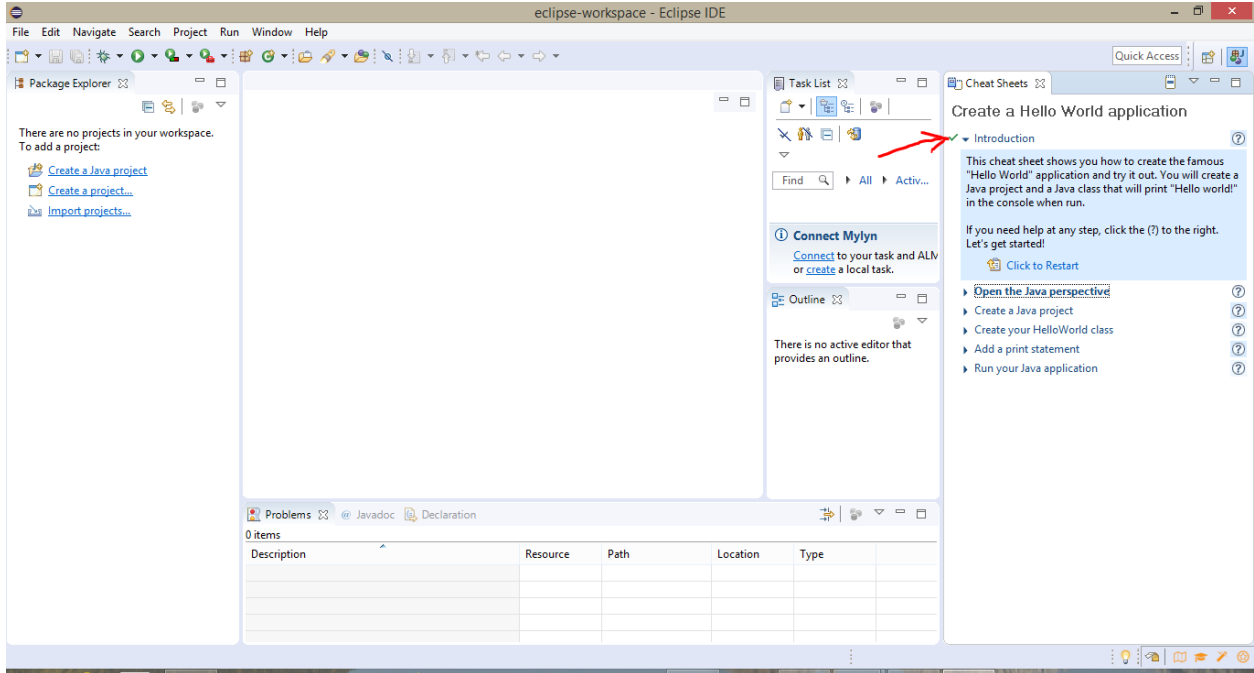 eclipse-workspace - Eclipse IDE
File Edit Navigate Search Project Run Window Help
Quick Access
Package Explorer
There are no projects in your workspace.
To add a project:
Create a Java project
Create a project...
Import projects...
Task List
Find All Activ...
Connect Mylyn
Connect to your task and ALM
or create a local task.
Outline
There is no active editor that
provides an outline.
Cheat Sheets
Create a Hello World application
Introduction
This cheat sheet shows you how to create the famous
"Hello World" application and try it out. You will create a
Java project and a Java class that will print "Hello world!"
in the console when run.
If you need help at any step, click the (?) to the right.
Let's get started!
Click to Restart
Open the Java perspective
Create a Java project
Create your HelloWorld class
Add a print statement
Run your Java application
Problems @ Javadoc Declaration
0 items
Description Resource Path Location Type